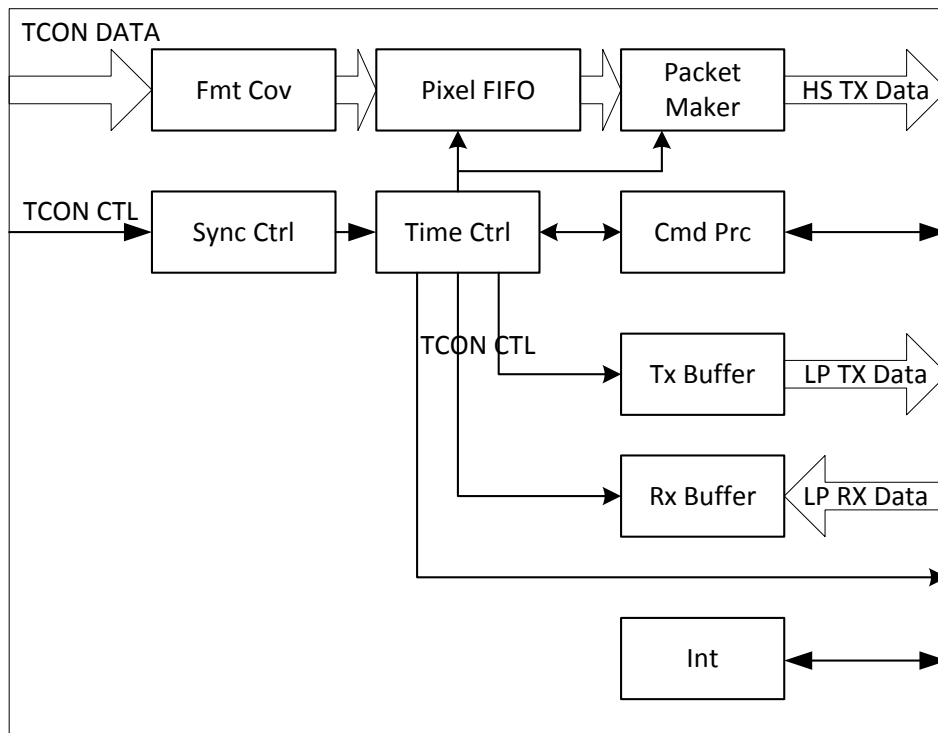 TCON DATA
Fmt Cov
Pixel FIFO
Packet
Maker
HS TX Data
TCON CTL
Sync Ctrl
Time Ctrl
Cmd Prc
TCON CTL
Tx Buffer
LP TX Data
Rx Buffer
LP RX Data
Int